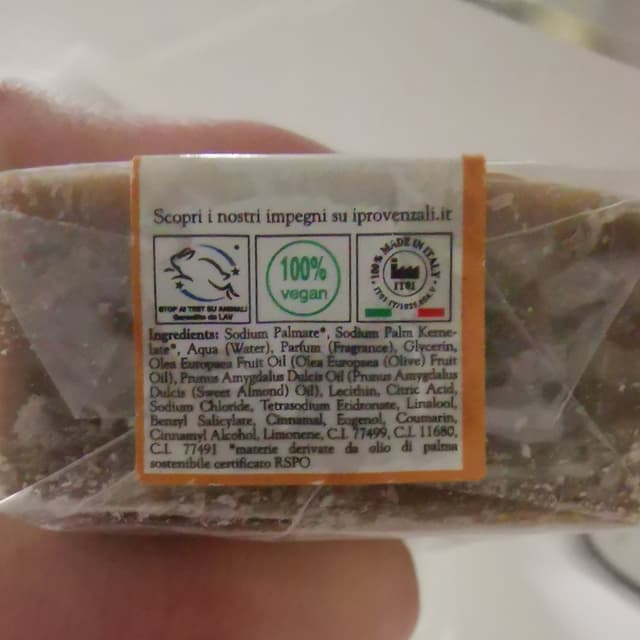 Scopri i nostri impegni su iprovenzali.it
STOP AI TEST SU ANIMALI
LAV
100%
vegan
100% MADE IN ITALY
IT01
Ingredients: Sodium Palmate*, Sodium Palm Kerne-
late*, Aqua (Water), Parfum (Fragrance), Glycerin,
Olea Europaea Fruit Oil (Olea Europaea (Olive) Fruit
Oil), Prunus Amygdalus Dulcis Oil (Prunus Amygdalus
Dulcis (Sweet Almond) Oil), Lecithin, Citric Acid,
Sodium Chloride, Tetrasodium Etidronate, Linalool,
Benzyl Salicylate, Cinnamal, Eugenol, Coumarin,
Cinnamyl Alcohol, Limonene, C.I. 77499, C.I. 11680,
C.I. 77491 *materie derivate da olio di palma
sostenibile certificato RSPO